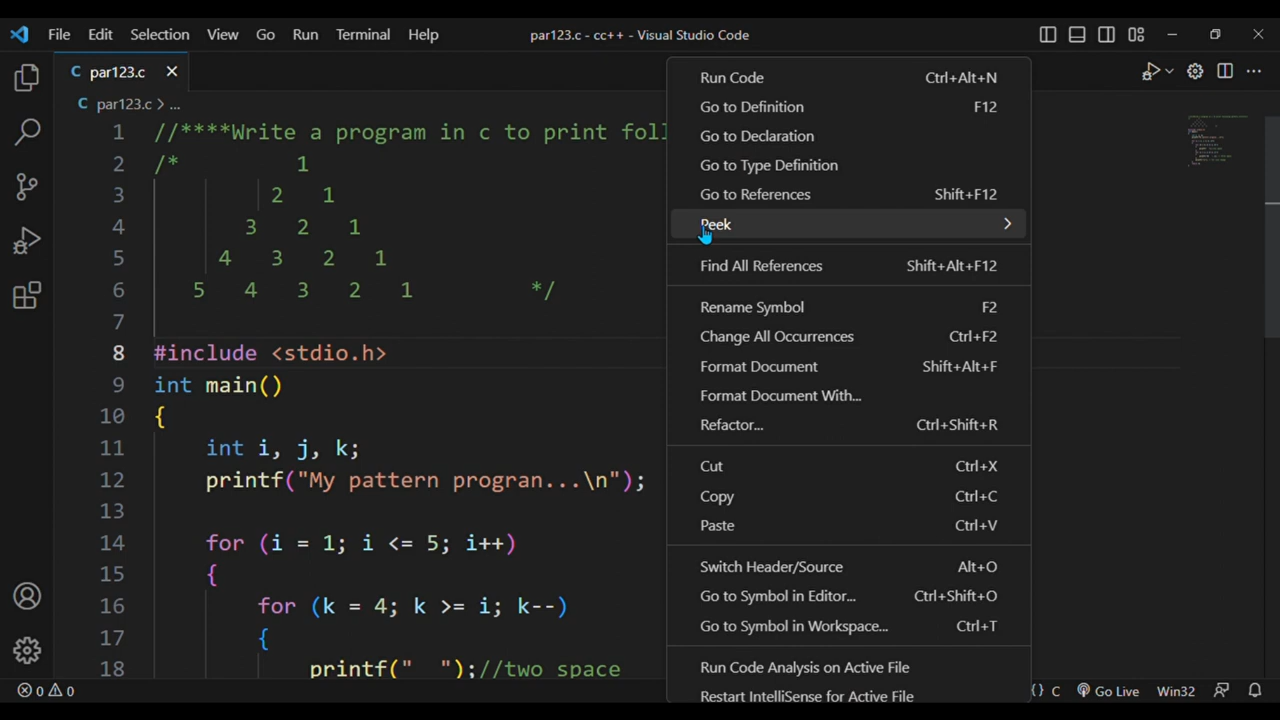 File Edit Selection View Go Run Terminal Help par123.c - cc++ - Visual Studio Code
C par123.c
C par123.c > ...
1 //****Write a program in c to print foll
2 /* 1
3 2 1
4 3 2 1
5 4 3 2 1
6 5 4 3 2 1 */
7
8 #include <stdio.h>
9 int main()
10 {
11 int i, j, k;
12 printf("My pattern progran...\n");
13
14 for (i = 1; i <= 5; i++)
15 {
16 for (k = 4; k >= i; k--)
17 {
18 printf("  ");//two space
Run Code Ctrl+Alt+N
Go to Definition F12
Go to Declaration
Go to Type Definition
Go to References Shift+F12
Peek
Find All References Shift+Alt+F12
Rename Symbol F2
Change All Occurrences Ctrl+F2
Format Document Shift+Alt+F
Format Document With...
Refactor... Ctrl+Shift+R
Cut Ctrl+X
Copy Ctrl+C
Paste Ctrl+V
Switch Header/Source Alt+O
Go to Symbol in Editor... Ctrl+Shift+O
Go to Symbol in Workspace... Ctrl+T
Run Code Analysis on Active File
Restart IntelliSense for Active File
0 0 {} C Go Live Win32